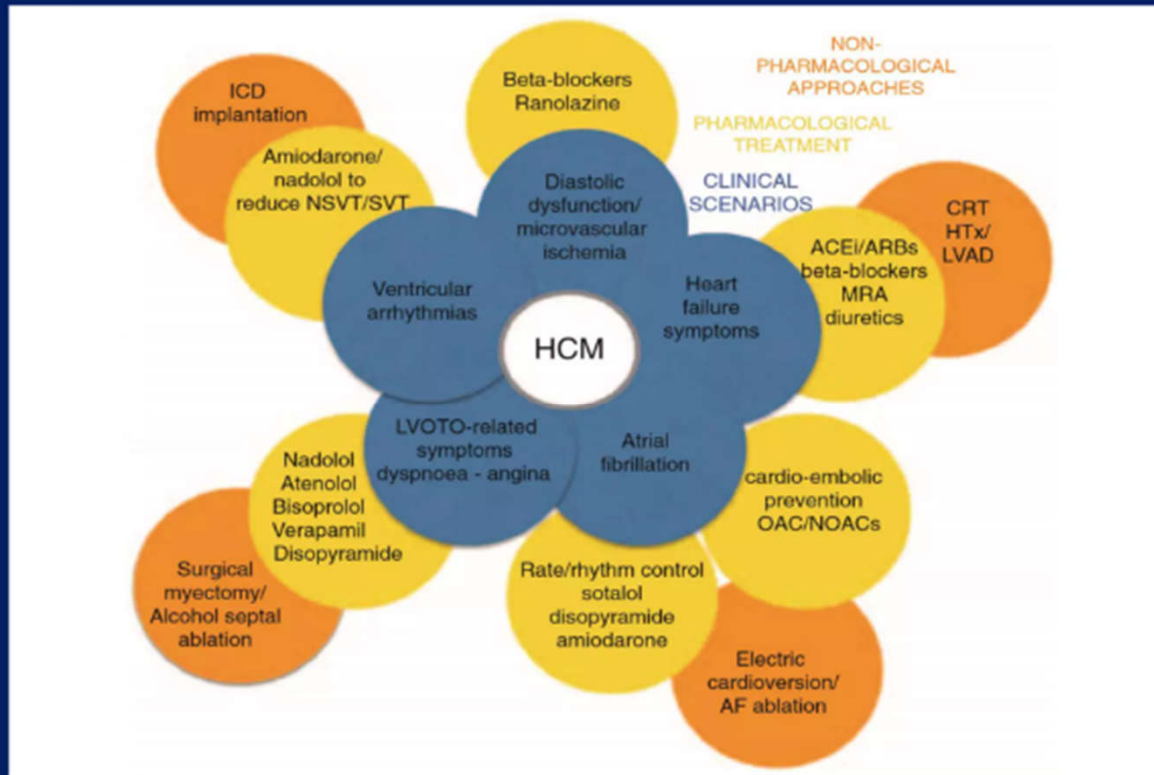 NON-
PHARMACOLOGICAL
APPROACHES
PHARMACOLOGICAL
TREATMENT
CLINICAL
SCENARIOS
ICD
implantation
Amiodarone/
nadolol to
reduce NSVT/SVT
Ventricular
arrhythmias
Beta-blockers
Ranolazine
Diastolic
dysfunction/
microvascular
ischemia
CRT
HTx/
LVAD
ACEi/ARBs
beta-blockers
MRA
diuretics
Heart
failure
symptoms
HCM
LVOTO-related
symptoms
dyspnoea - angina
Nadolol
Atenolol
Bisoprolol
Verapamil
Disopyramide
Surgical
myectomy/
Alcohol septal
ablation
Atrial
fibrillation
cardio-embolic
prevention
OAC/NOACs
Rate/rhythm control
sotalol
disopyramide
amiodarone
Electric
cardioversion/
AF ablation